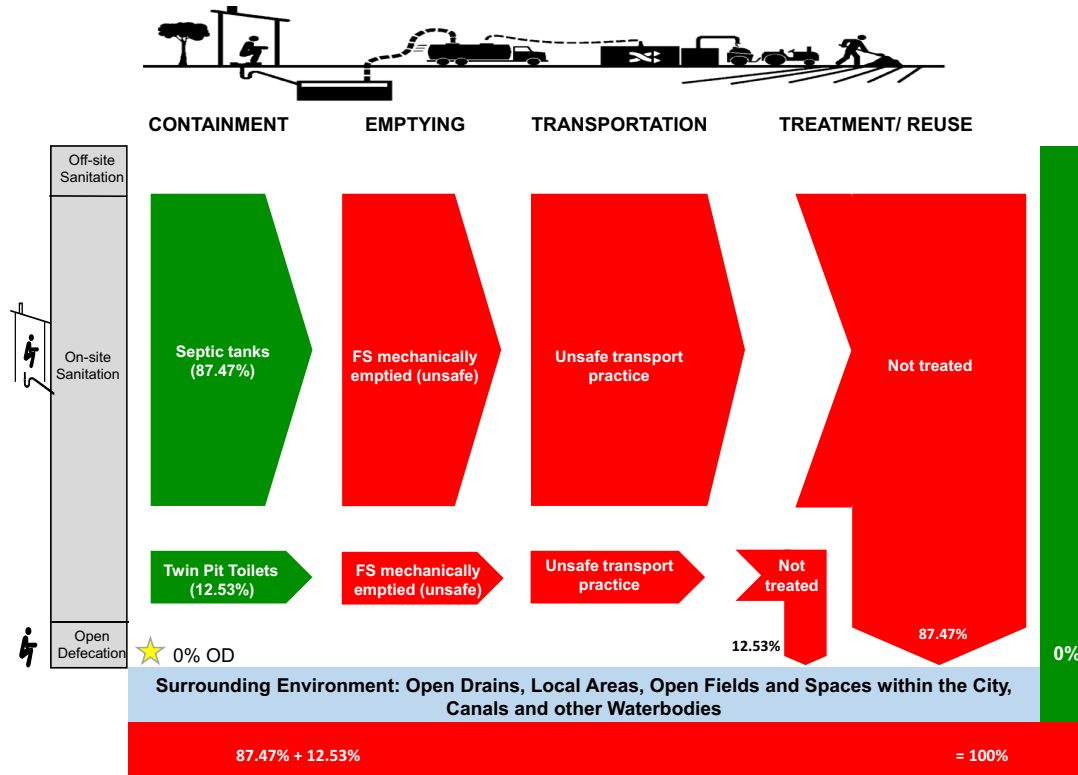 CONTAINMENT EMPTYING TRANSPORTATION TREATMENT/ REUSE
Off-site
Sanitation
On-site
Sanitation
Septic tanks
(87.47%)
FS mechanically
emptied (unsafe)
Unsafe transport
practice
Not treated
Twin Pit Toilets
(12.53%)
FS mechanically
emptied (unsafe)
Unsafe transport
practice
Not
treated
12.53%
87.47%
Open
Defecation
0% OD
0%
Surrounding Environment: Open Drains, Local Areas, Open Fields and Spaces within the City,
Canals and other Waterbodies
87.47% + 12.53% = 100%